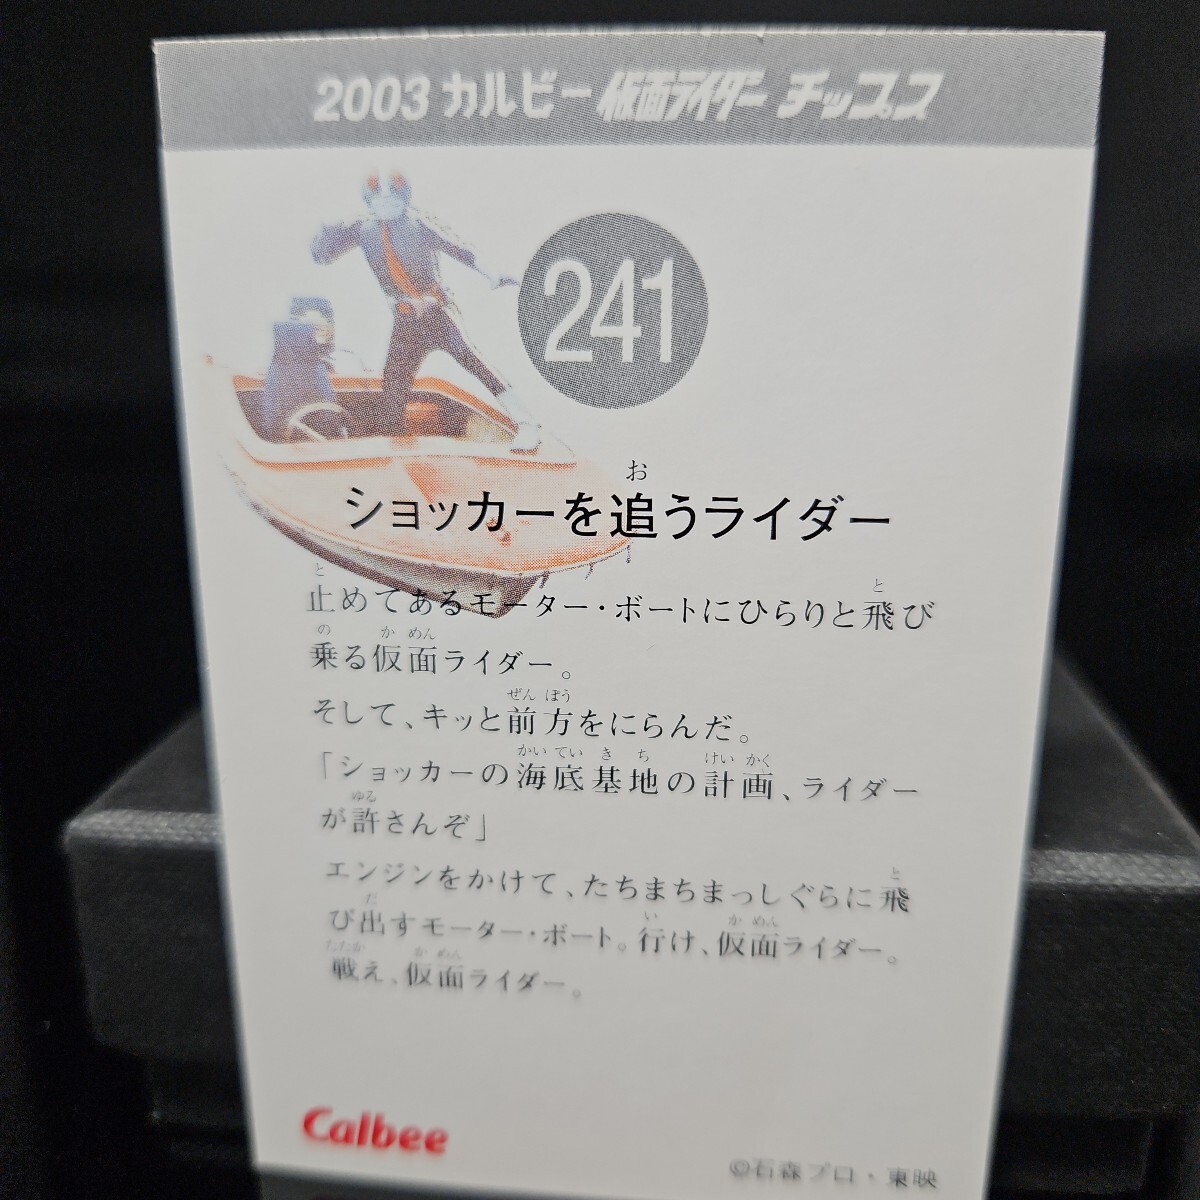 2003 カルビー 仮面ライダー チップス
241
ショッカーを追うライダー
止めてあるモーター・ボートにひらりと飛び
乗る仮面ライダー。
そして、キッと前方をにらんだ。
「ショッカーの海底基地の計画、ライダー
が許さんぞ」
エンジンをかけて、たちまちまっしぐらに飛
び出すモーター・ボート。行け、仮面ライダー。
戦え、仮面ライダー。
Calbee
©石森プロ・東映